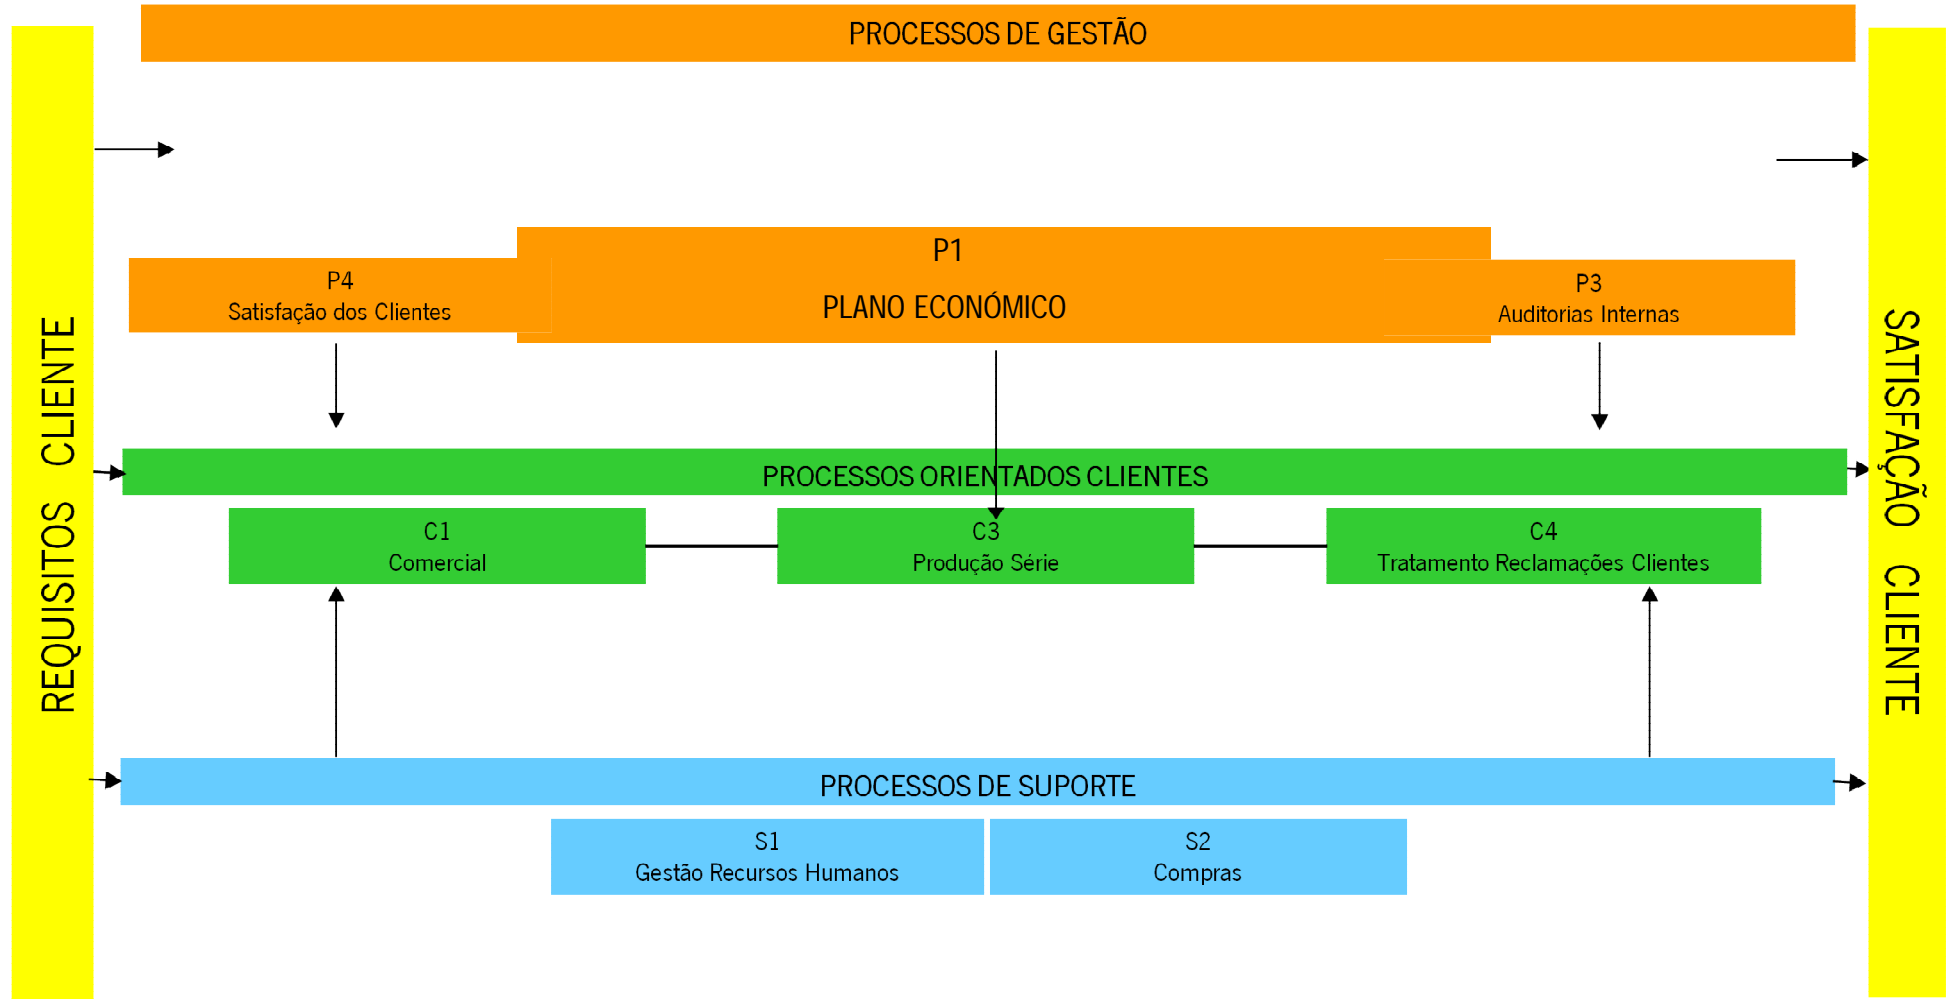 PROCESSOS DE GESTÃO
REQUISITOS CLIENTE
P4
Satisfação dos Clientes
P1
PLANO ECONÓMICO
P3
Auditorias Internas
PROCESSOS ORIENTADOS CLIENTES
C1
Comercial
C3
Produção Série
C4
Tratamento Reclamações Clientes
PROCESSOS DE SUPORTE
S1
Gestão Recursos Humanos
S2
Compras
SATISFAÇÃO CLIENTE